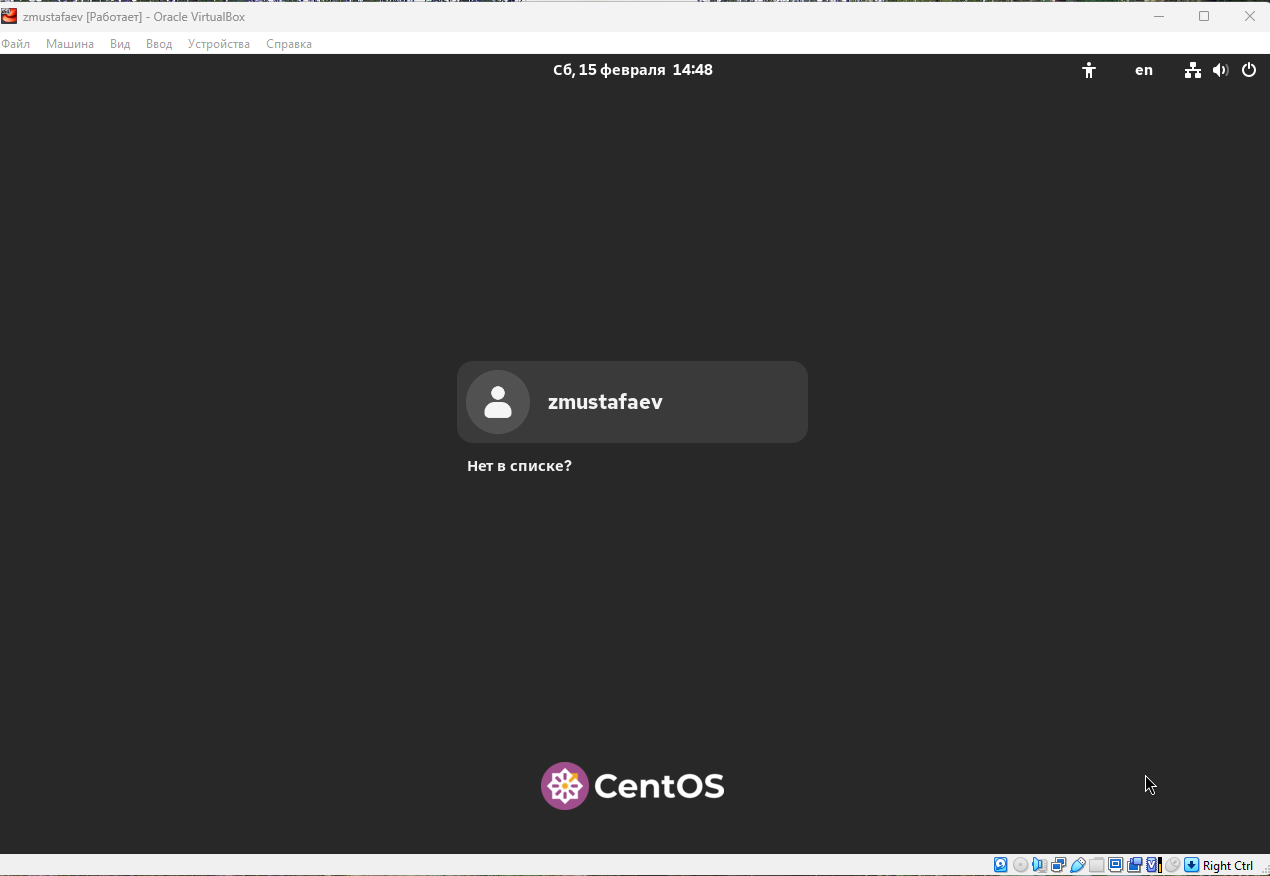 zmustafaev [Работает] - Oracle VirtualBox
Файл Машина Вид Ввод Устройства Справка
Сб, 15 февраля 14:48 en
zmustafaev
Нет в списке?
CentOS
Right Ctrl